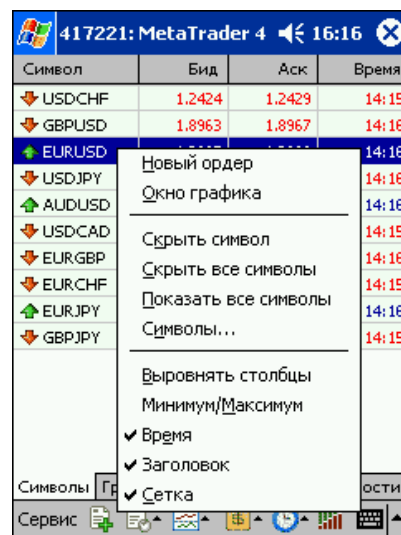 417221: MetaTrader 4 16:16
Символ Бид Аск Время
USDCHF 1.2424 1.2429 14:15
GBPUSD 1.8963 1.8967 14:16
EURUSD 14:16
USDJPY 14:16
AUDUSD 14:16
USDCAD 14:15
EURGBP 14:16
EURCHF 14:15
EURJPY 14:16
GBPJPY 14:15
Новый ордер
Окно графика
Скрыть символ
Скрыть все символы
Показать все символы
Символы...
Выровнять столбцы
Минимум/Максимум
Время
Заголовок
Сетка
Символы Гр ости
Сервис